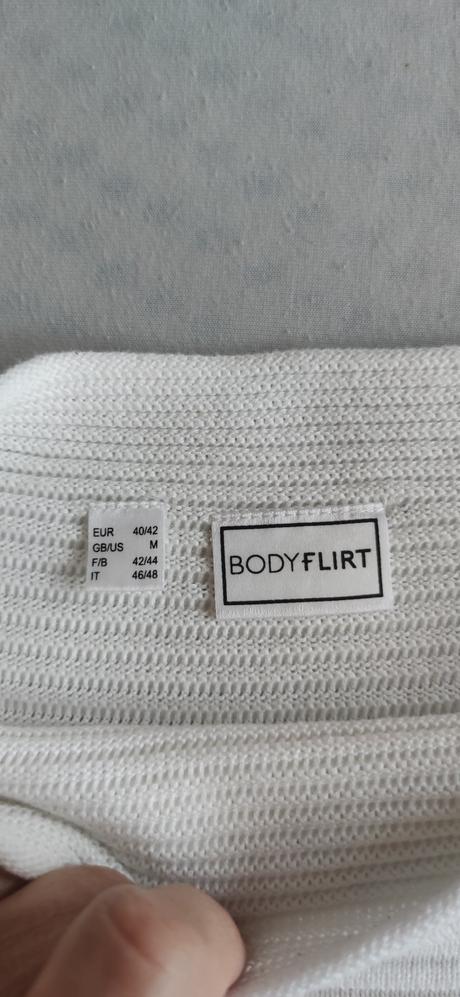 EUR 40/42
GB/US M
F/B 42/44
IT 46/48
BODYFLIRT